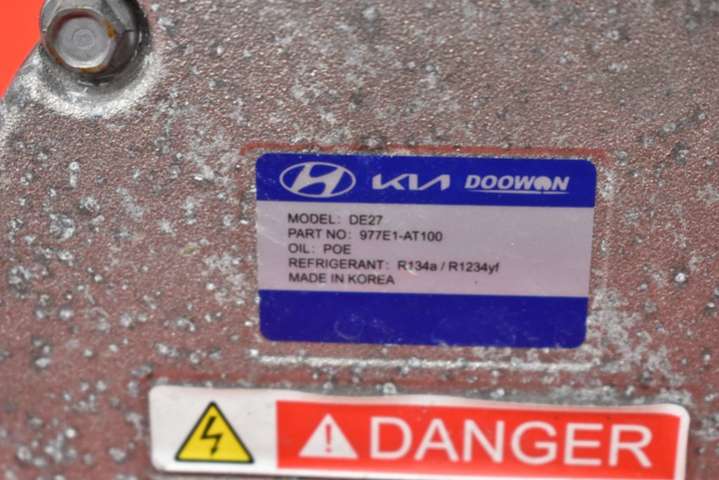 KIA DOOWON
MODEL: DE27
PART NO: 977E1-AT100
OIL: POE
REFRIGERANT: R134a / R1234yf
MADE IN KOREA
DANGER